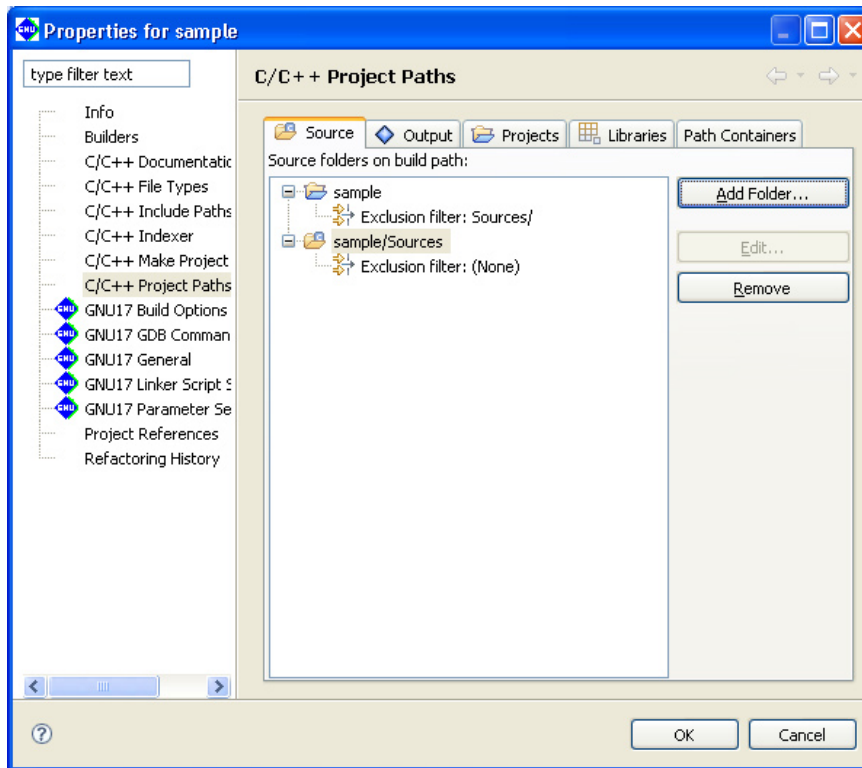 Properties for sample
type filter text
Info
Builders
C/C++ Documentatic
C/C++ File Types
C/C++ Include Paths
C/C++ Indexer
C/C++ Make Project
C/C++ Project Paths
GNU17 Build Options
GNU17 GDB Comman
GNU17 General
GNU17 Linker Script S
GNU17 Parameter Se
Project References
Refactoring History
C/C++ Project Paths
Source Output Projects Libraries Path Containers
Source folders on build path:
sample
Exclusion filter: Sources/
sample/Sources
Exclusion filter: (None)
Add Folder...
Edit...
Remove
OK Cancel